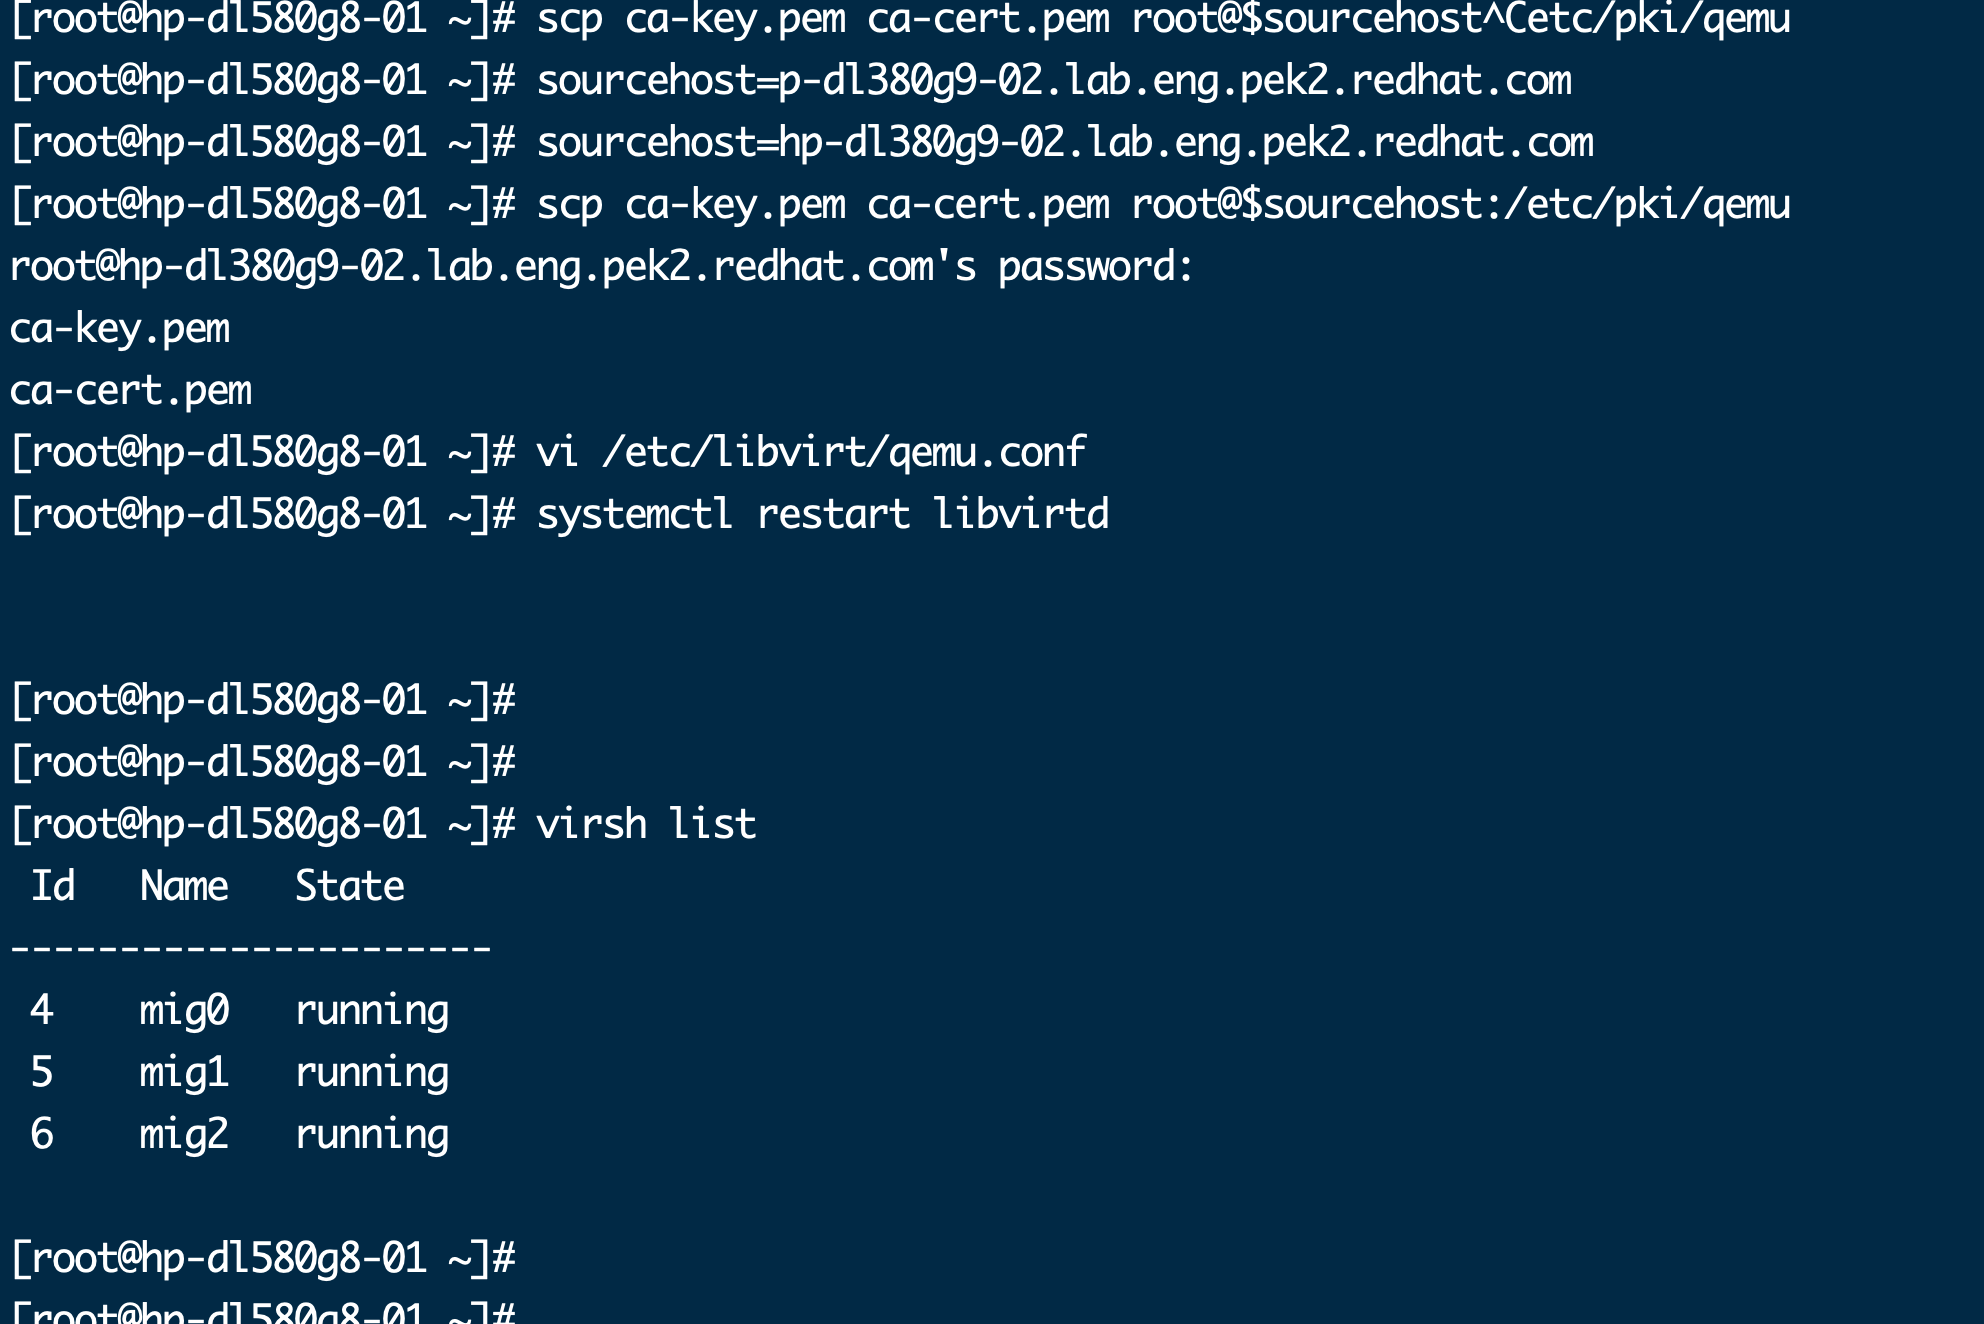 [root@hp-dl580g8-01 ~]# scp ca-key.pem ca-cert.pem root@$sourcehost^Cetc/pki/qemu
[root@hp-dl580g8-01 ~]# sourcehost=p-dl380g9-02.lab.eng.pek2.redhat.com
[root@hp-dl580g8-01 ~]# sourcehost=hp-dl380g9-02.lab.eng.pek2.redhat.com
[root@hp-dl580g8-01 ~]# scp ca-key.pem ca-cert.pem root@$sourcehost:/etc/pki/qemu
root@hp-dl380g9-02.lab.eng.pek2.redhat.com's password:
ca-key.pem
ca-cert.pem
[root@hp-dl580g8-01 ~]# vi /etc/libvirt/qemu.conf
[root@hp-dl580g8-01 ~]# systemctl restart libvirtd
[root@hp-dl580g8-01 ~]#
[root@hp-dl580g8-01 ~]#
[root@hp-dl580g8-01 ~]# virsh list
 Id   Name   State
----------------------
 4    mig0   running
 5    mig1   running
 6    mig2   running
[root@hp-dl580g8-01 ~]#
[root@hp-dl580g8-01 ~]#